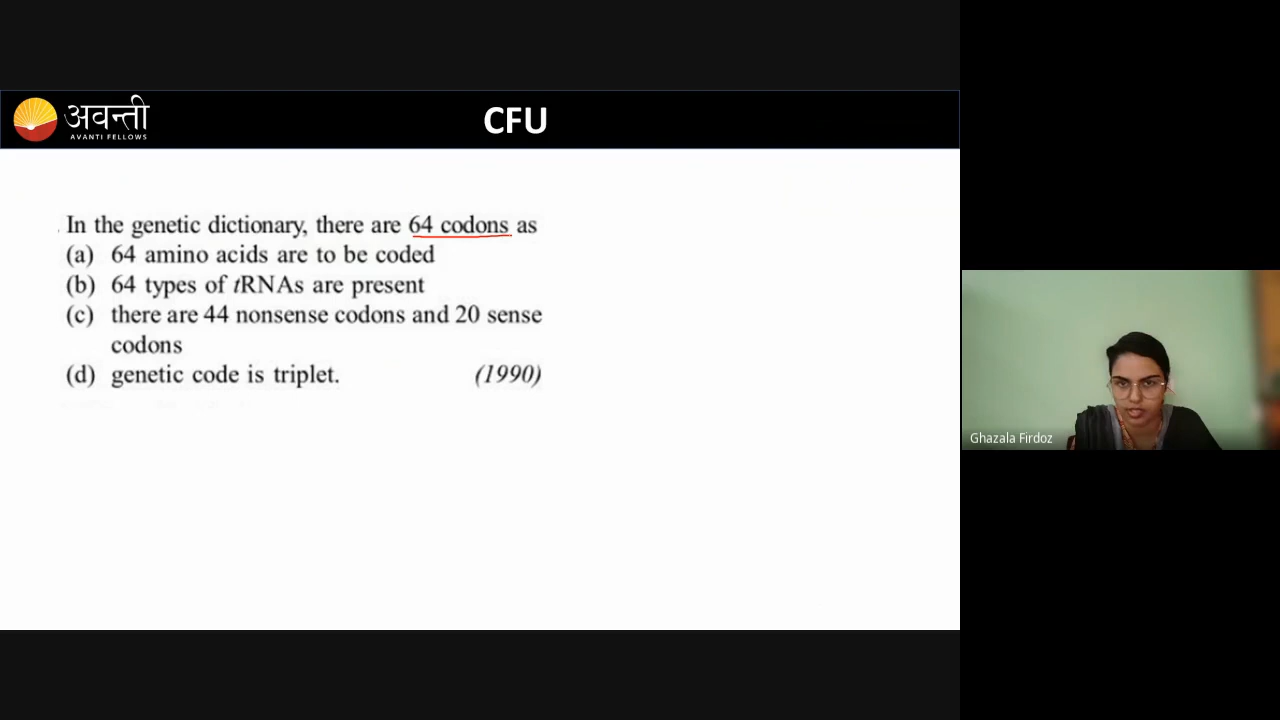 अवन्ती
AVANTI FELLOWS
CFU
In the genetic dictionary, there are 64 codons as
(a) 64 amino acids are to be coded
(b) 64 types of tRNAs are present
(c) there are 44 nonsense codons and 20 sense
codons
(d) genetic code is triplet. (1990)
Ghazala Firdoz